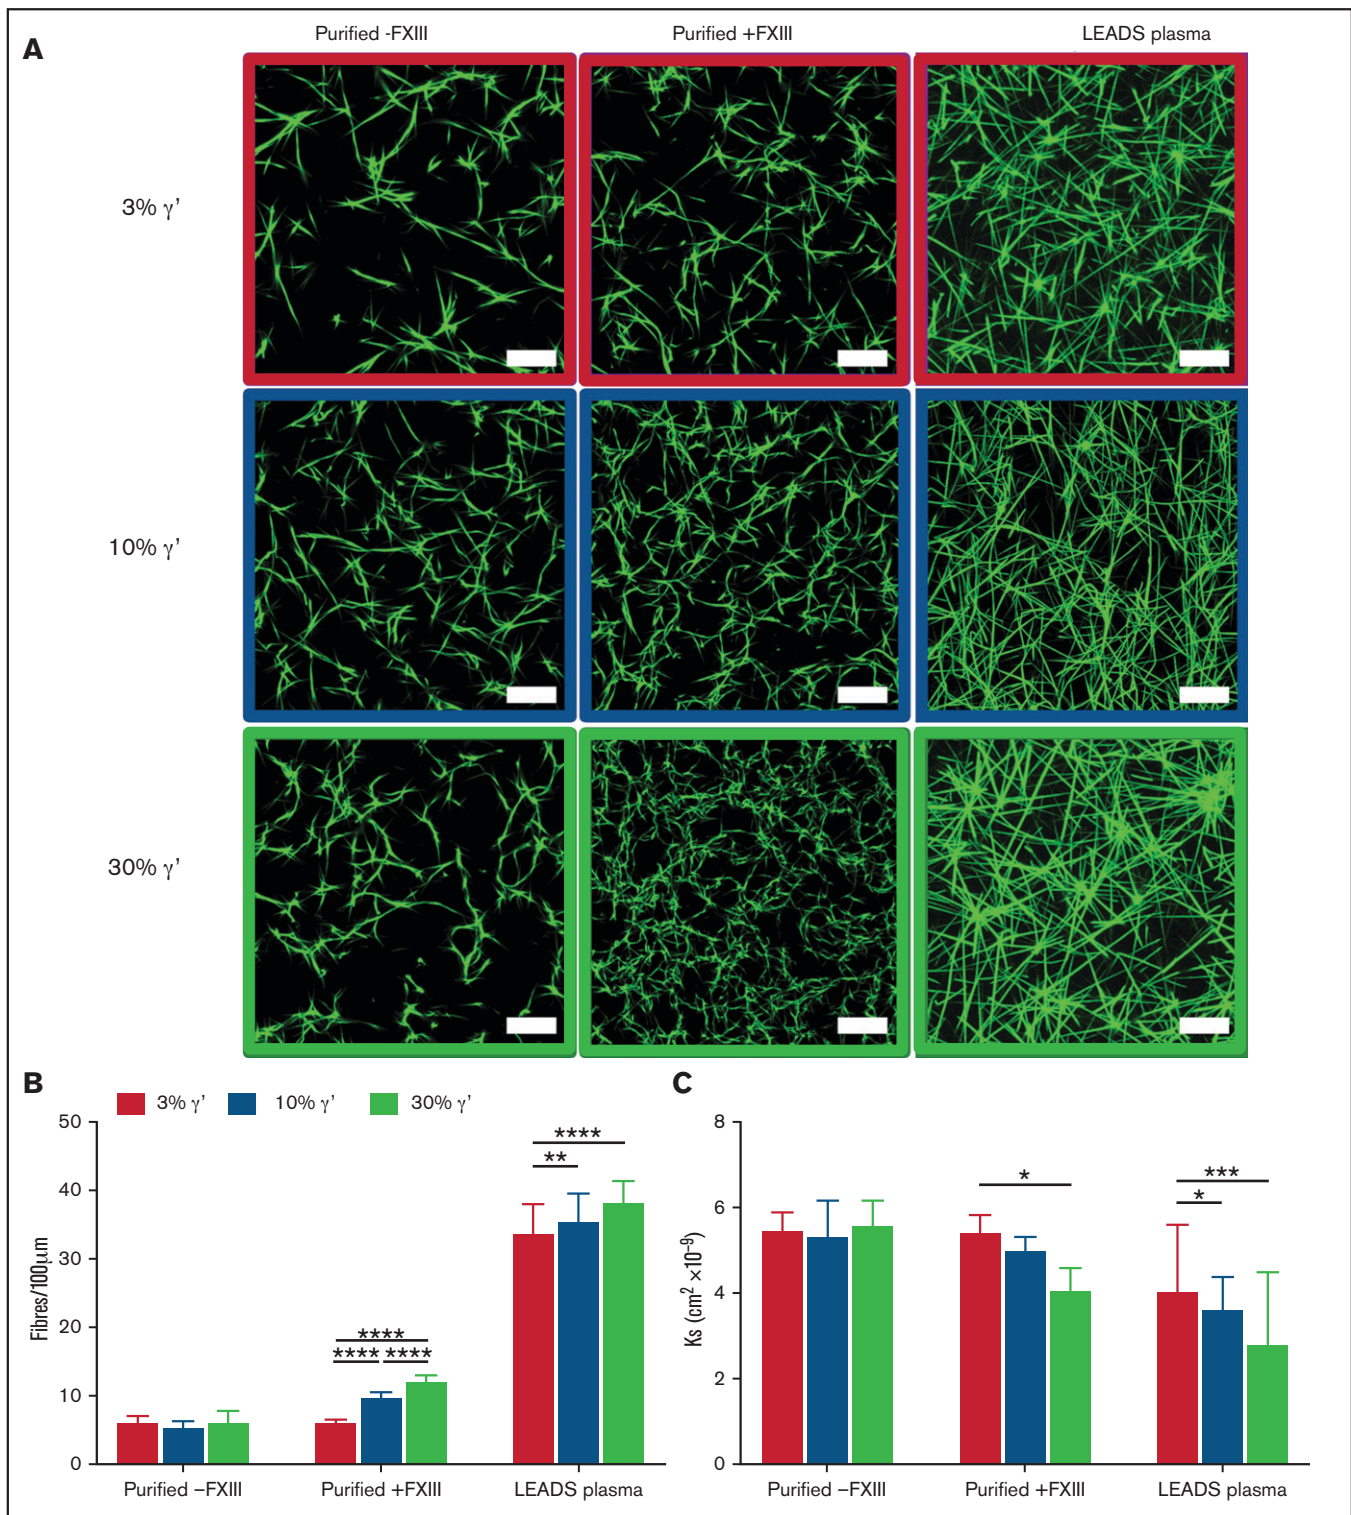 A
Purified -FXIII
Purified +FXIII
LEADS plasma
3% γ'
10% γ'
30% γ'
B
3% γ'
10% γ'
30% γ'
50
40
30
20
10
0
Fibres/100μm
****
**
****
**** ****
Purified –FXIII
Purified +FXIII
LEADS plasma
C
8
6
4
2
0
Ks (cm² ×10⁻⁹)
*
***
*
Purified –FXIII
Purified +FXIII
LEADS plasma